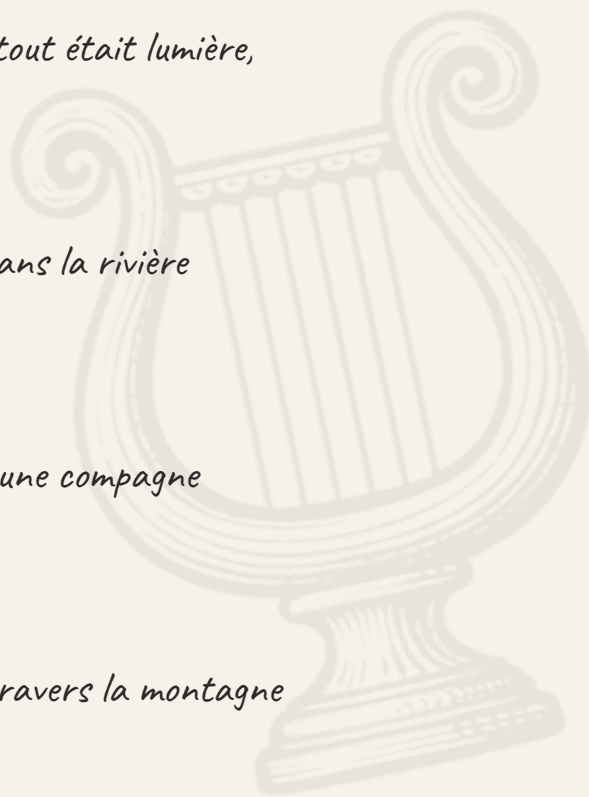 tout était lumière,
ans la rivière
une compagne
ravers la montagne